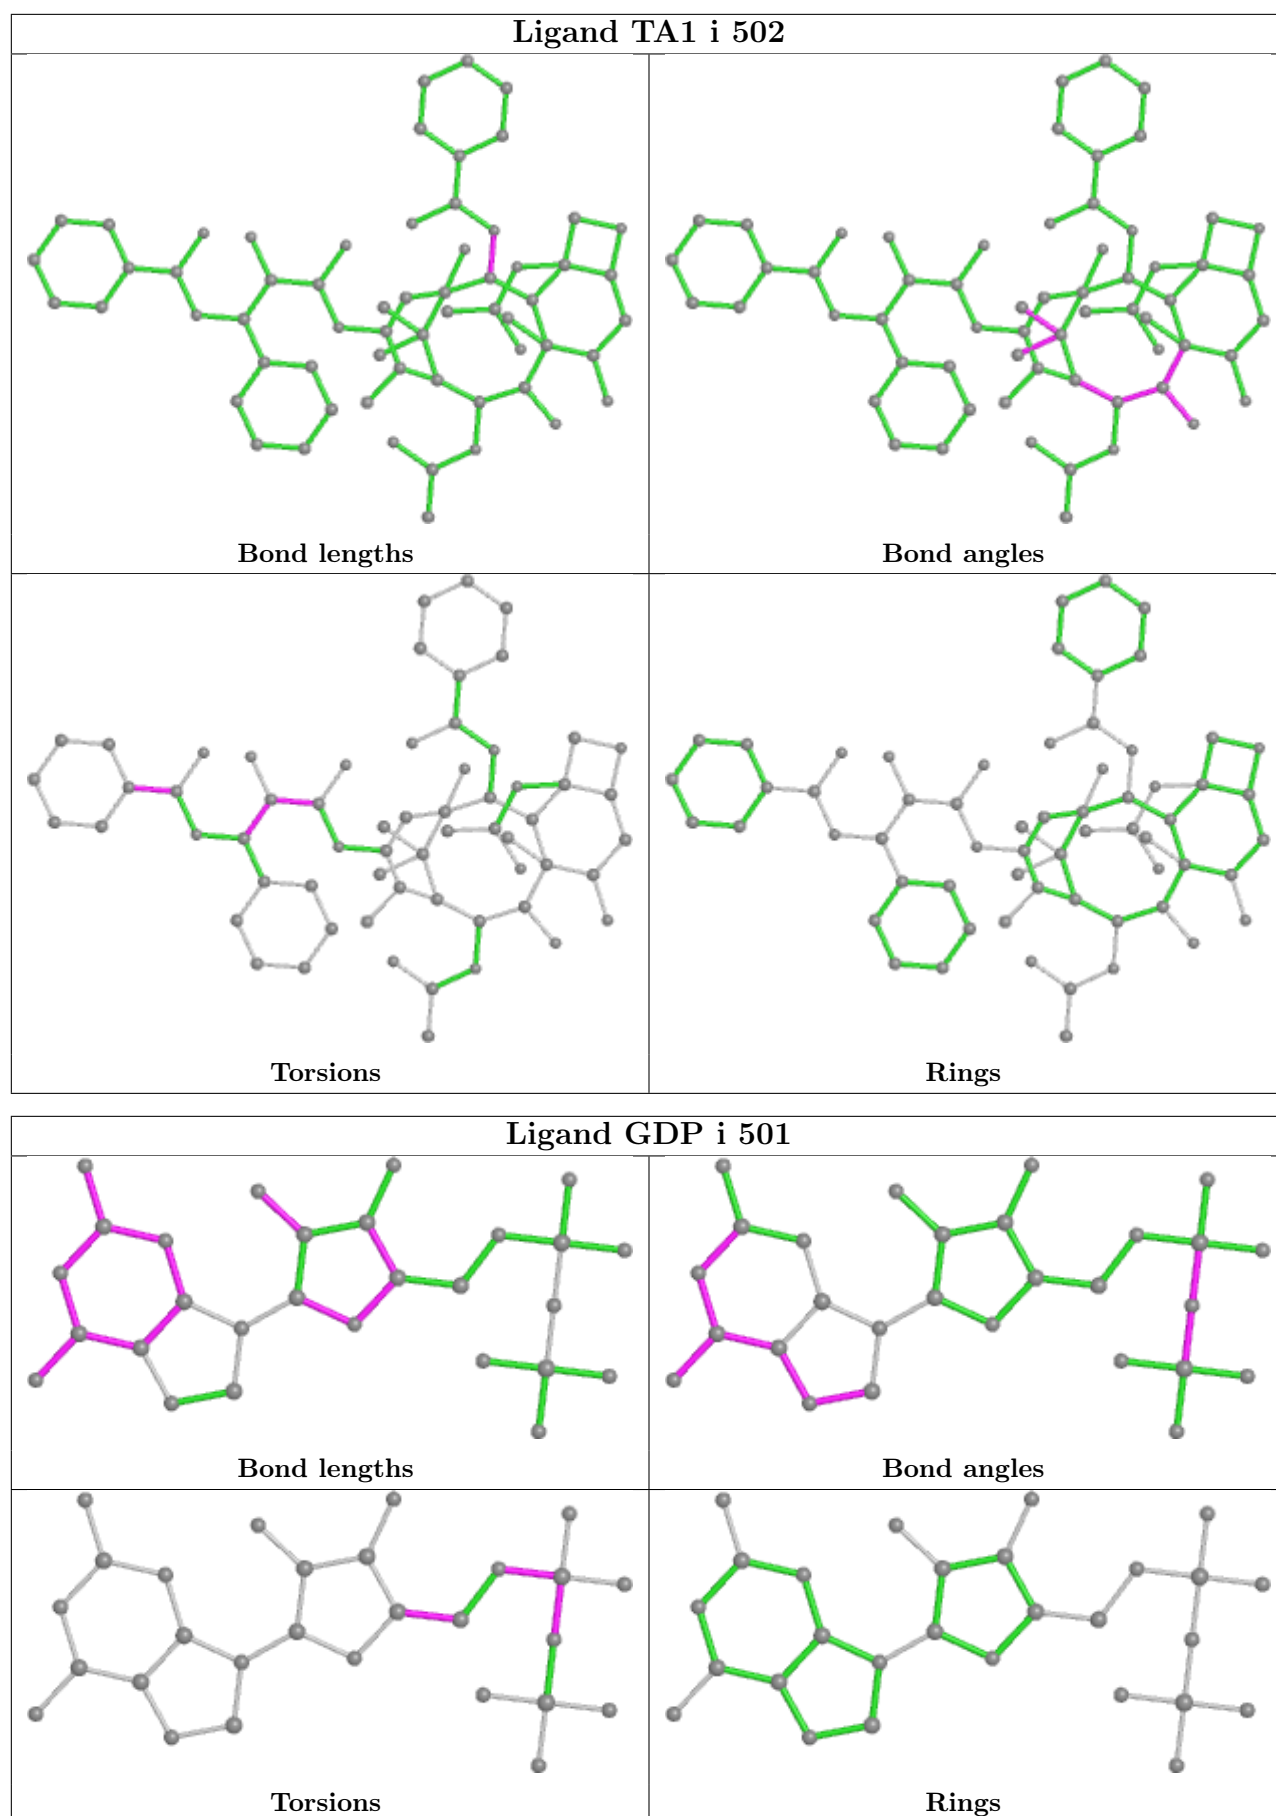 Ligand TA1 i 502
Bond lengths
Bond angles
Torsions
Rings
Ligand GDP i 501
Bond lengths
Bond angles
Torsions
Rings